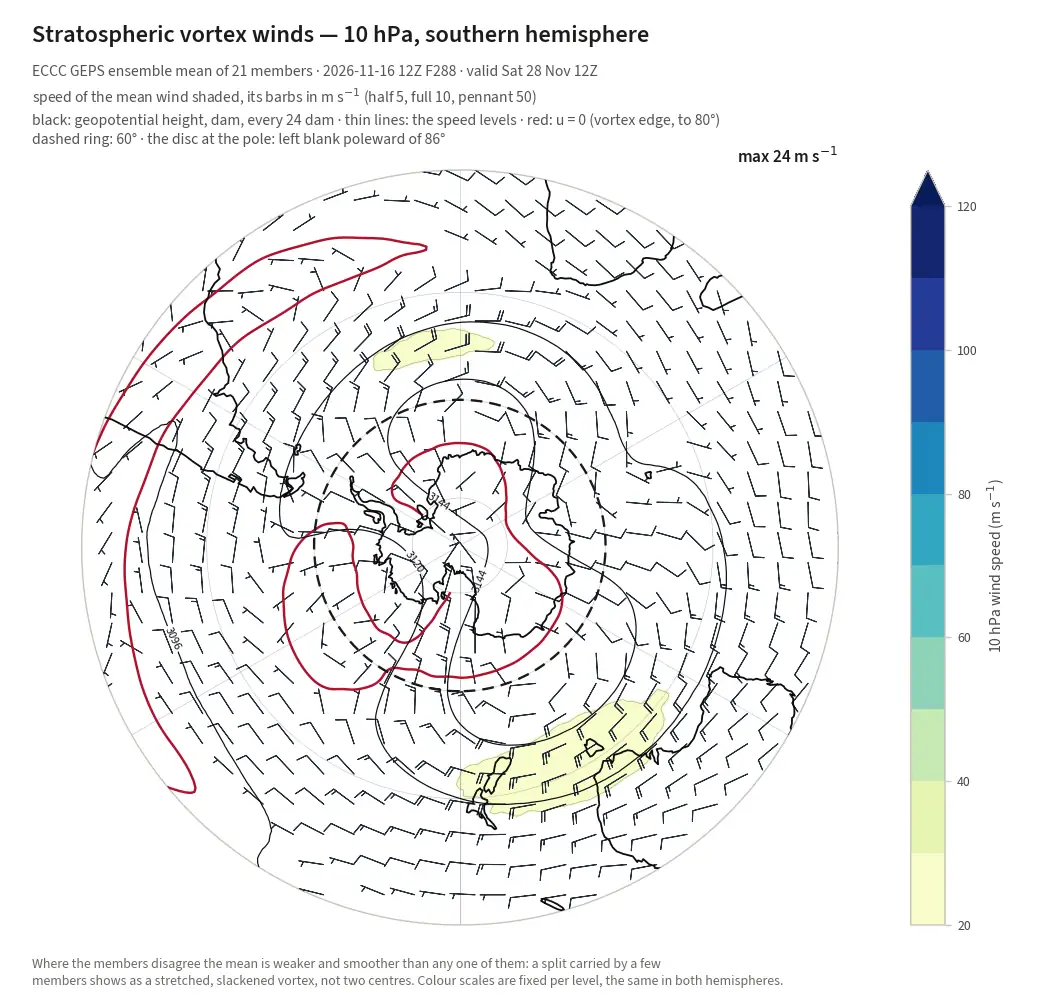 Stratospheric vortex winds — 10 hPa, southern hemisphere
ECCC GEPS ensemble mean of 21 members · 2026-11-16 12Z F288 · valid Sat 28 Nov 12Z
speed of the mean wind shaded, its barbs in m s⁻¹ (half 5, full 10, pennant 50)
black: geopotential height, dam, every 24 dam · thin lines: the speed levels · red: u = 0 (vortex edge, to 80°)
dashed ring: 60° · the disc at the pole: left blank poleward of 86°
max 24 m s⁻¹
120
100
80
60
40
20
10 hPa wind speed (m s⁻¹)
3144
3120
3144
3096
Where the members disagree the mean is weaker and smoother than any one of them: a split carried by a few
members shows as a stretched, slackened vortex, not two centres. Colour scales are fixed per level, the same in both hemispheres.